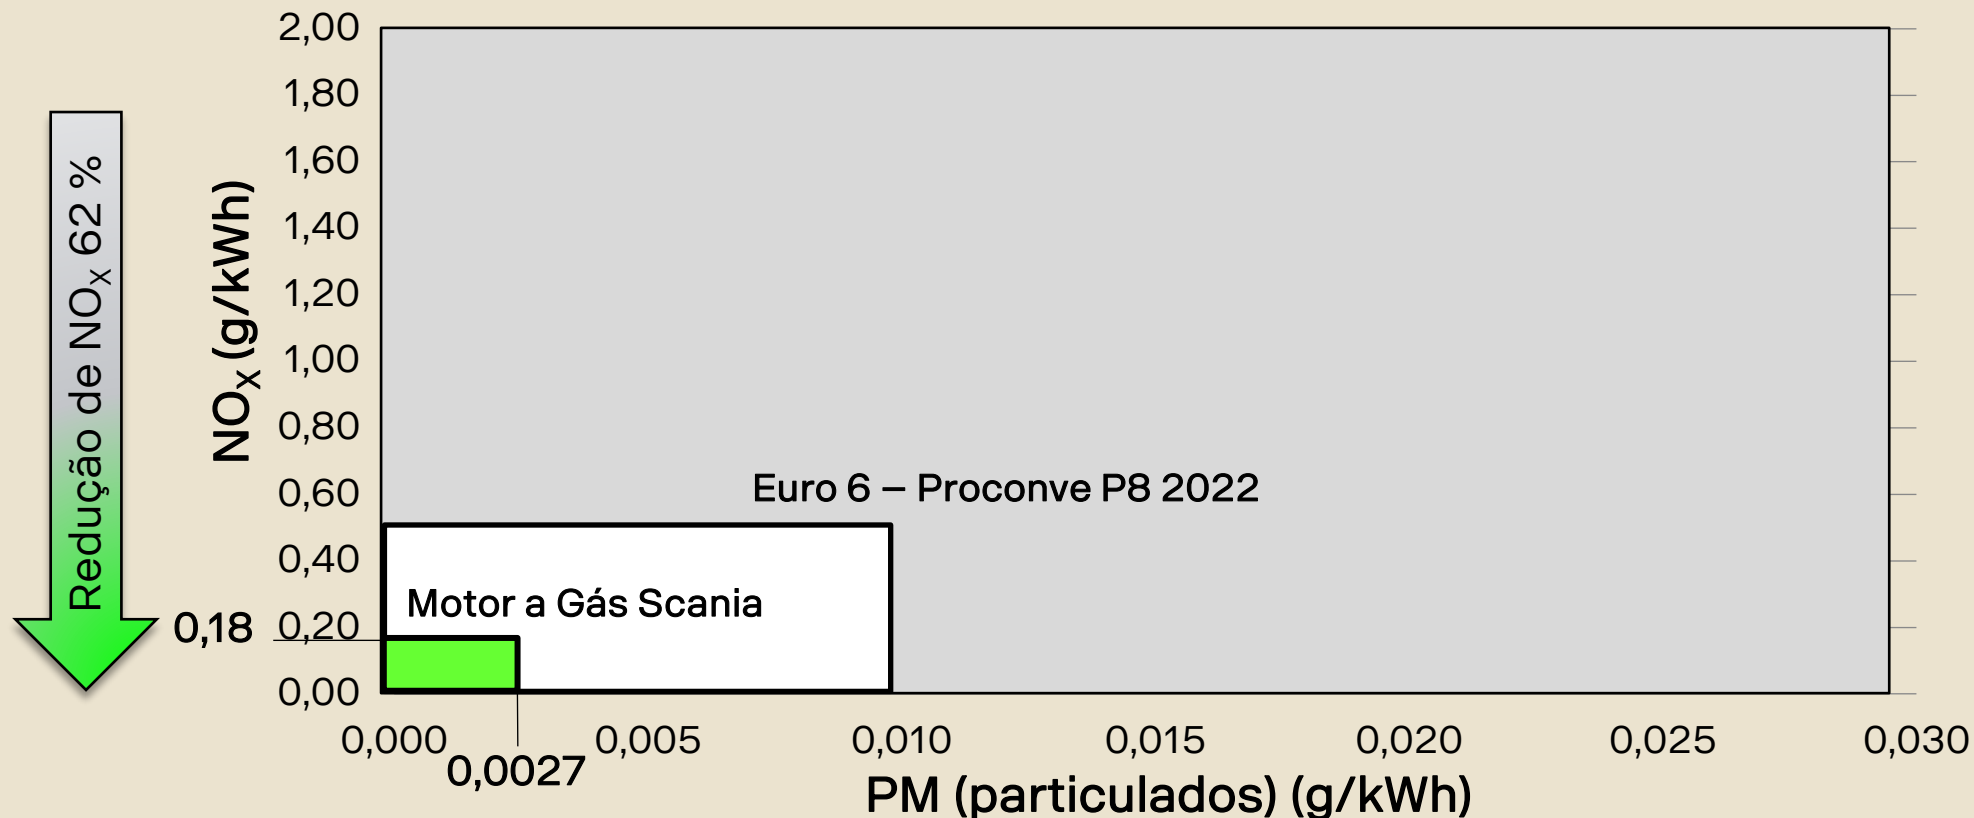 Redução de NOX 62 %
NOX (g/kWh)
2,00
1,80
1,60
1,40
1,20
1,00
0,80
0,60
0,40
0,20
0,00
0,18
Euro 6 – Proconve P8 2022
Motor a Gás Scania
0,000 0,005 0,010 0,015 0,020 0,025 0,030
0,0027
PM (particulados) (g/kWh)